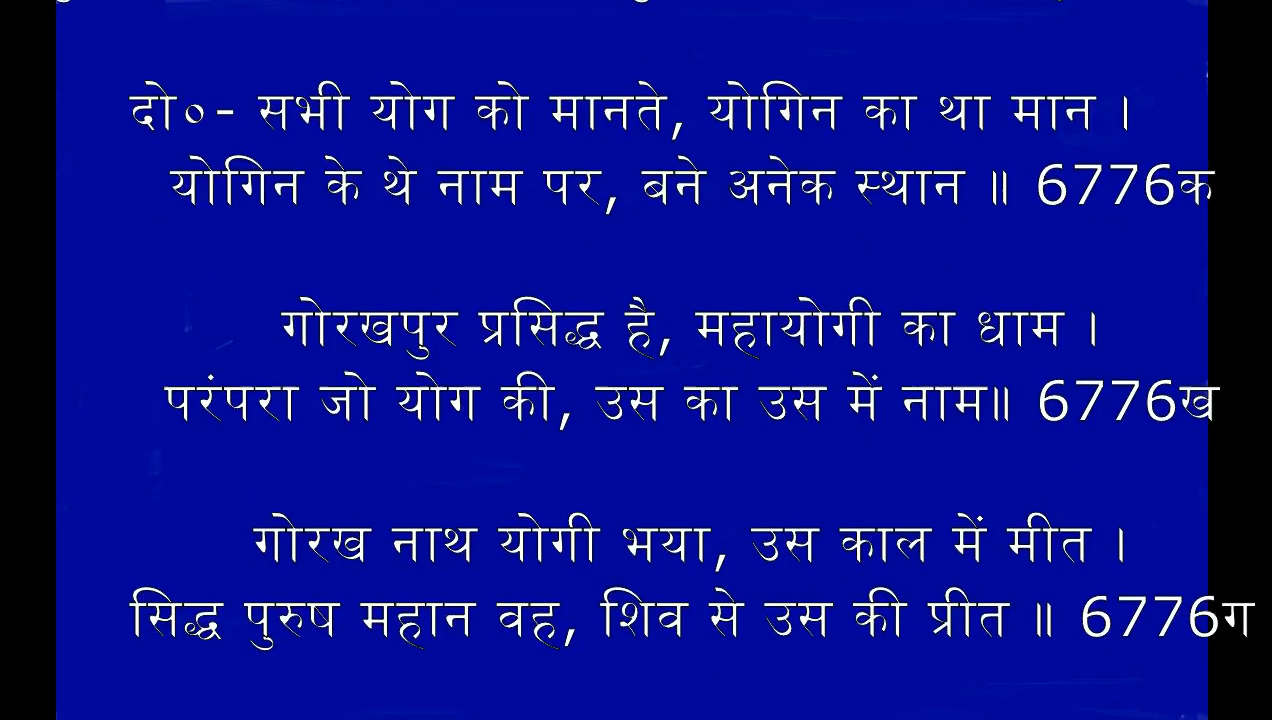 दो०- सभी योग को मानते, योगिन का था मान ।
योगिन के थे नाम पर, बने अनेक स्थान ॥ 6776क
गोरखपुर प्रसिद्ध है, महायोगी का धाम ।
परंपरा जो योग की, उस का उस में नाम॥ 6776ख
गोरख नाथ योगी भया, उस काल में मीत ।
सिद्ध पुरुष महान वह, शिव से उस की प्रीत ॥ 6776ग